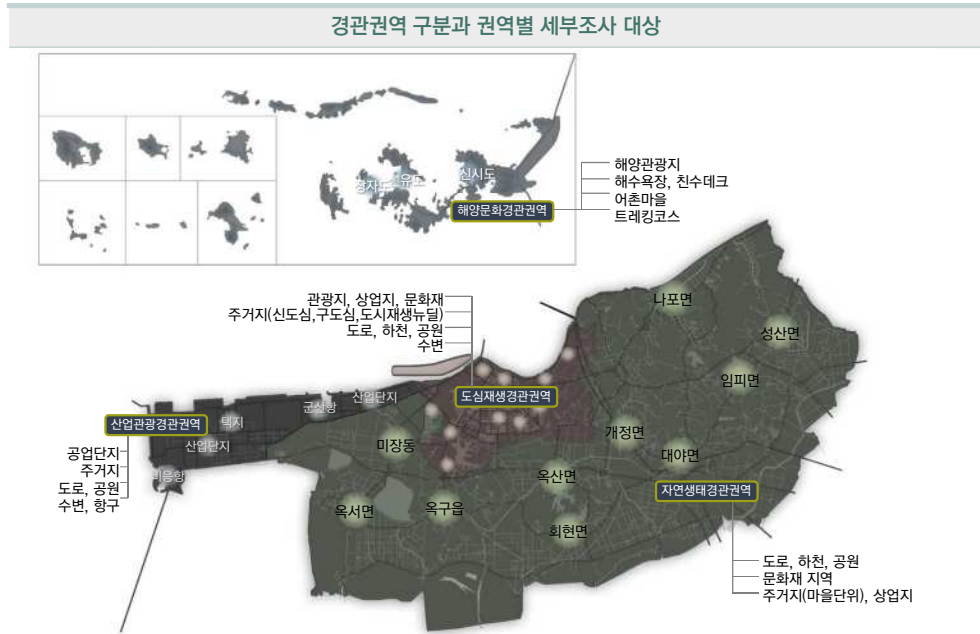 경관권역 구분과 권역별 세부조사 대상
장자도
신시도
해양문화경관권역
해양관광지
해수욕장, 친수데크
어촌마을
트레킹코스
관광지, 상업지, 문화재
주거지(신도심,구도심,도시재생뉴딜)
도로, 하천, 공원
수변
나포면
성산면
임피면
도심재생경관권역
산업단지
군산항
산업관광경관권역
택지
산업단지
비응항
공업단지
주거지
도로, 공원
수변, 항구
미장동
개정면
대야면
옥산면
자연생태경관권역
옥서면
옥구읍
회현면
도로, 하천, 공원
문화재 지역
주거지(마을단위), 상업지